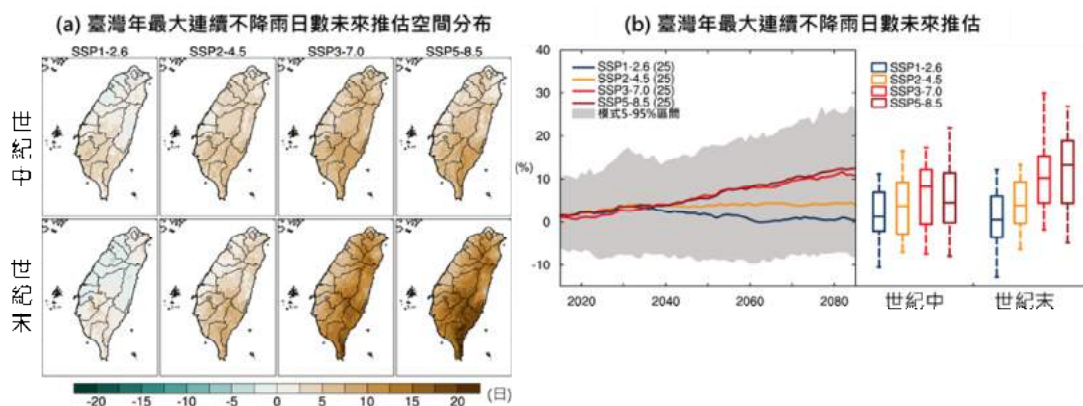 (a) 臺灣年最大連續不降雨日數未來推估空間分布
SSP1-2.6 SSP2-4.5 SSP3-7.0 SSP5-8.5
世紀中
世紀末
-20 -15 -10 -5 0 5 10 15 20 (日)
(b) 臺灣年最大連續不降雨日數未來推估
40
30
20
10
0
-10
(%)
SSP1-2.6 (25)
SSP2-4.5 (25)
SSP3-7.0 (25)
SSP5-8.5 (25)
模式5-95%區間
2020 2040 2060 2080
SSP1-2.6
SSP2-4.5
SSP3-7.0
SSP5-8.5
世紀中 世紀末